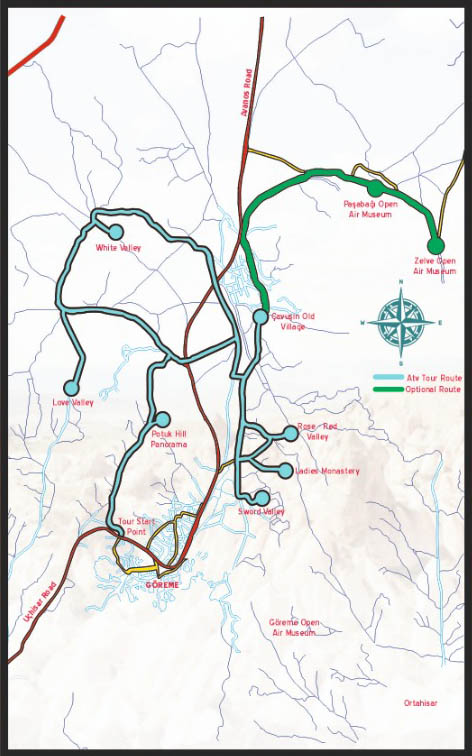 Avanos Road
Paşabağı Open
Air Museum
White Valley
Zelve Open
Air Museum
N
W
E
S
Çavuşin Old
Village
Atv Tour Route
Optional Route
Love Valley
Rose - Red
Valley
Potuk Hill
Panorama
Ladies Monastery
Sword Valley
Tour Start
Point
GÖREME
Uçhisar Road
Göreme Open
Air Museum
Ortahisar